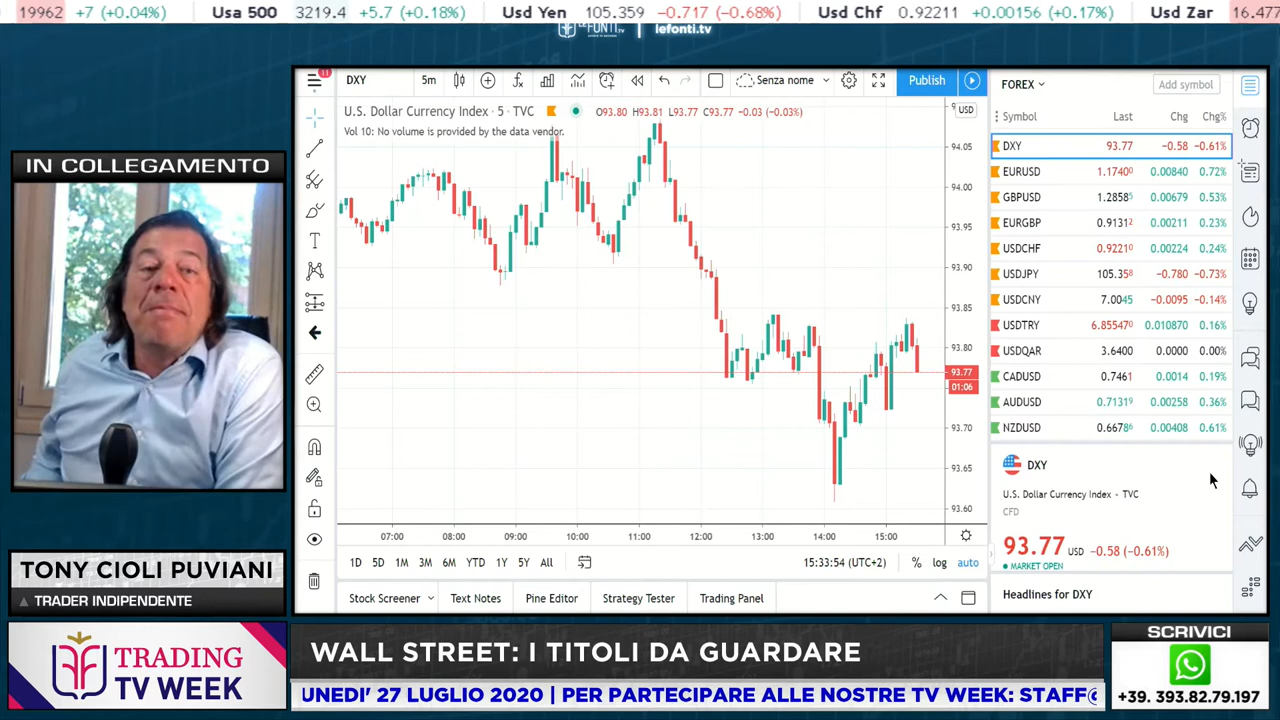 19962 +7 (+0.04%) Usa 500 3219.4 +5.7 (+0.18%) Usd Yen 105.359 -0.717 (-0.68%) Usd Chf 0.92211 +0.00156 (+0.17%) Usd Zar 16.477
LE FONTI TV | lefonti.tv
11
DXY 5m Senza nome Publish
U.S. Dollar Currency Index · 5 · TVC O93.80 H93.81 L93.77 C93.77 −0.03 (−0.03%)
Vol 10: No volume is provided by the data vendor.
USD
94.05
94.00
93.95
93.90
93.85
93.80
93.77
01:06
93.70
93.65
93.60
07:00 08:00 09:00 10:00 11:00 12:00 13:00 14:00 15:00
1D 5D 1M 3M 6M YTD 1Y 5Y All 15:33:54 (UTC+2) % log auto
Stock Screener Text Notes Pine Editor Strategy Tester Trading Panel
FOREX Add symbol
Symbol Last Chg Chg%
DXY 93.77 −0.58 −0.61%
EURUSD 1.17400 0.00840 0.72%
GBPUSD 1.28585 0.00679 0.53%
EURGBP 0.91312 0.00211 0.23%
USDCHF 0.92210 0.00224 0.24%
USDJPY 105.358 −0.780 −0.73%
USDCNY 7.0045 −0.0095 −0.14%
USDTRY 6.855470 0.010870 0.16%
USDQAR 3.6400 0.0000 0.00%
CADUSD 0.7461 0.0014 0.19%
AUDUSD 0.71319 0.00258 0.36%
NZDUSD 0.66786 0.00408 0.61%
DXY
U.S. Dollar Currency Index · TVC
CFD
93.77 USD −0.58 (−0.61%)
MARKET OPEN
Headlines for DXY
IN COLLEGAMENTO
TONY CIOLI PUVIANI
TRADER INDIPENDENTE
TRADING
TV WEEK
WALL STREET: I TITOLI DA GUARDARE
UNEDI' 27 LUGLIO 2020 | PER PARTECIPARE ALLE NOSTRE TV WEEK: STAFF@
SCRIVICI
+39. 393.82.79.197